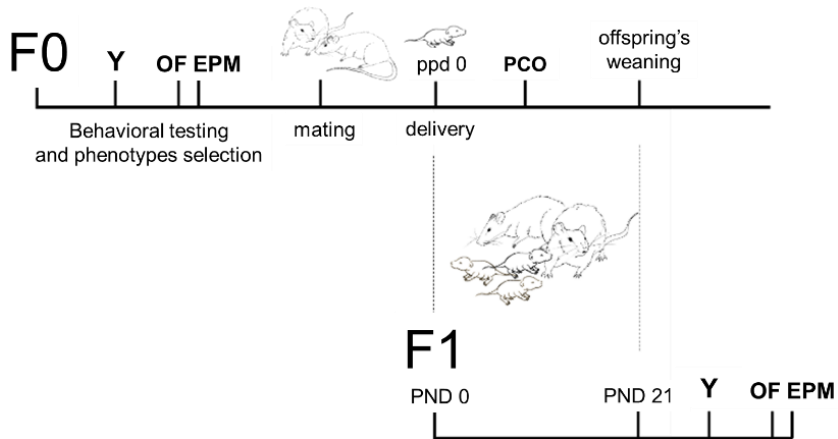 F0
Y OF EPM ppd 0 PCO offspring's
weaning
Behavioral testing
and phenotypes selection
mating
delivery
F1
PND 0 PND 21 Y OF EPM